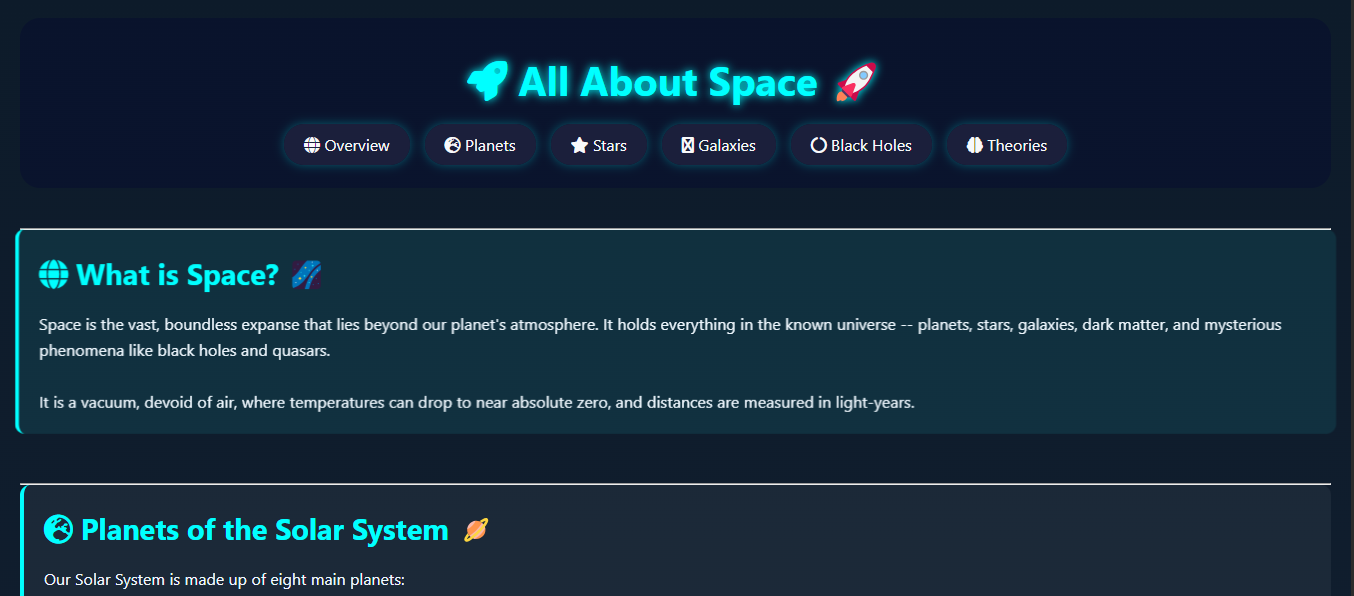 All About Space 🚀
Overview
Planets
Stars
Galaxies
Black Holes
Theories
What is Space? 🌌
Space is the vast, boundless expanse that lies beyond our planet's atmosphere. It holds everything in the known universe -- planets, stars, galaxies, dark matter, and mysterious
phenomena like black holes and quasars.
It is a vacuum, devoid of air, where temperatures can drop to near absolute zero, and distances are measured in light-years.
Planets of the Solar System 🪐
Our Solar System is made up of eight main planets: